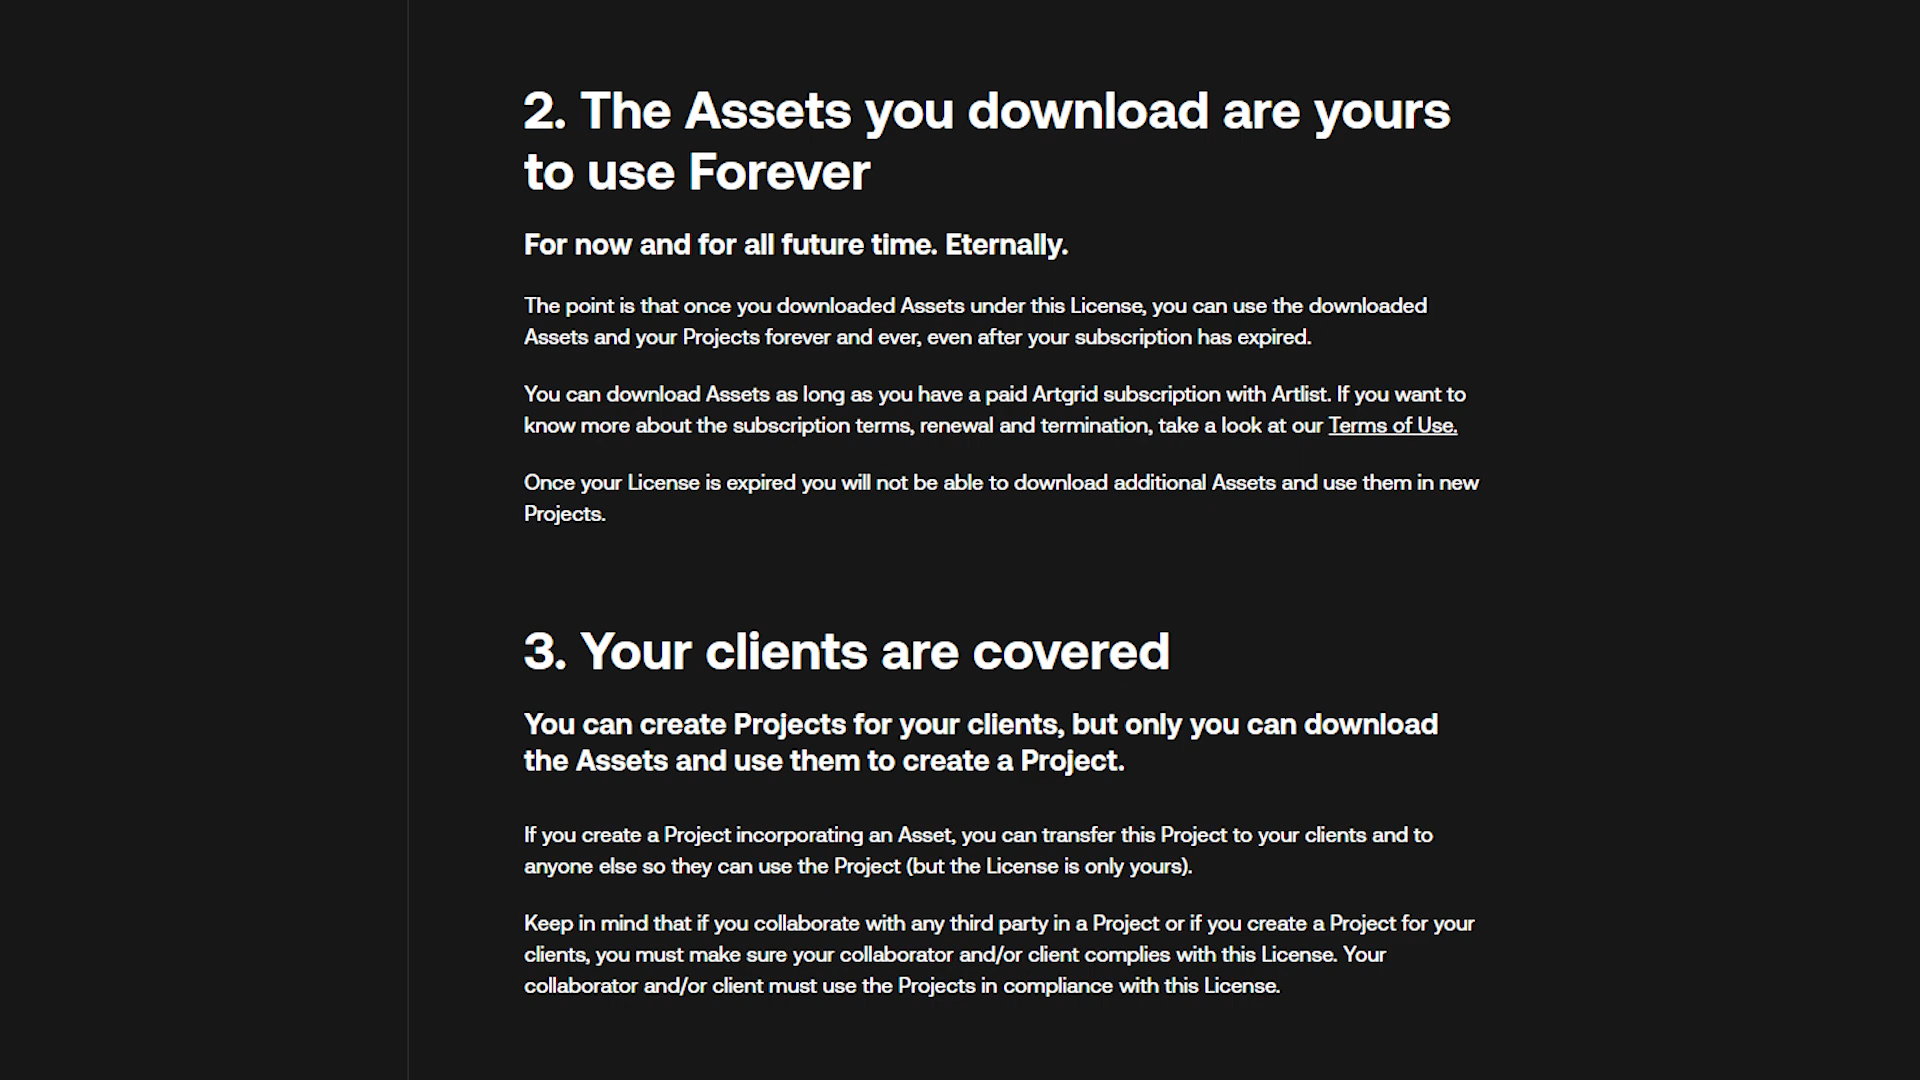 2. The Assets you download are yours
to use Forever
For now and for all future time. Eternally.
The point is that once you downloaded Assets under this License, you can use the downloaded
Assets and your Projects forever and ever, even after your subscription has expired.
You can download Assets as long as you have a paid Artgrid subscription with Artlist. If you want to
know more about the subscription terms, renewal and termination, take a look at our Terms of Use.
Once your License is expired you will not be able to download additional Assets and use them in new
Projects.
3. Your clients are covered
You can create Projects for your clients, but only you can download
the Assets and use them to create a Project.
If you create a Project incorporating an Asset, you can transfer this Project to your clients and to
anyone else so they can use the Project (but the License is only yours).
Keep in mind that if you collaborate with any third party in a Project or if you create a Project for your
clients, you must make sure your collaborator and/or client complies with this License. Your
collaborator and/or client must use the Projects in compliance with this License.